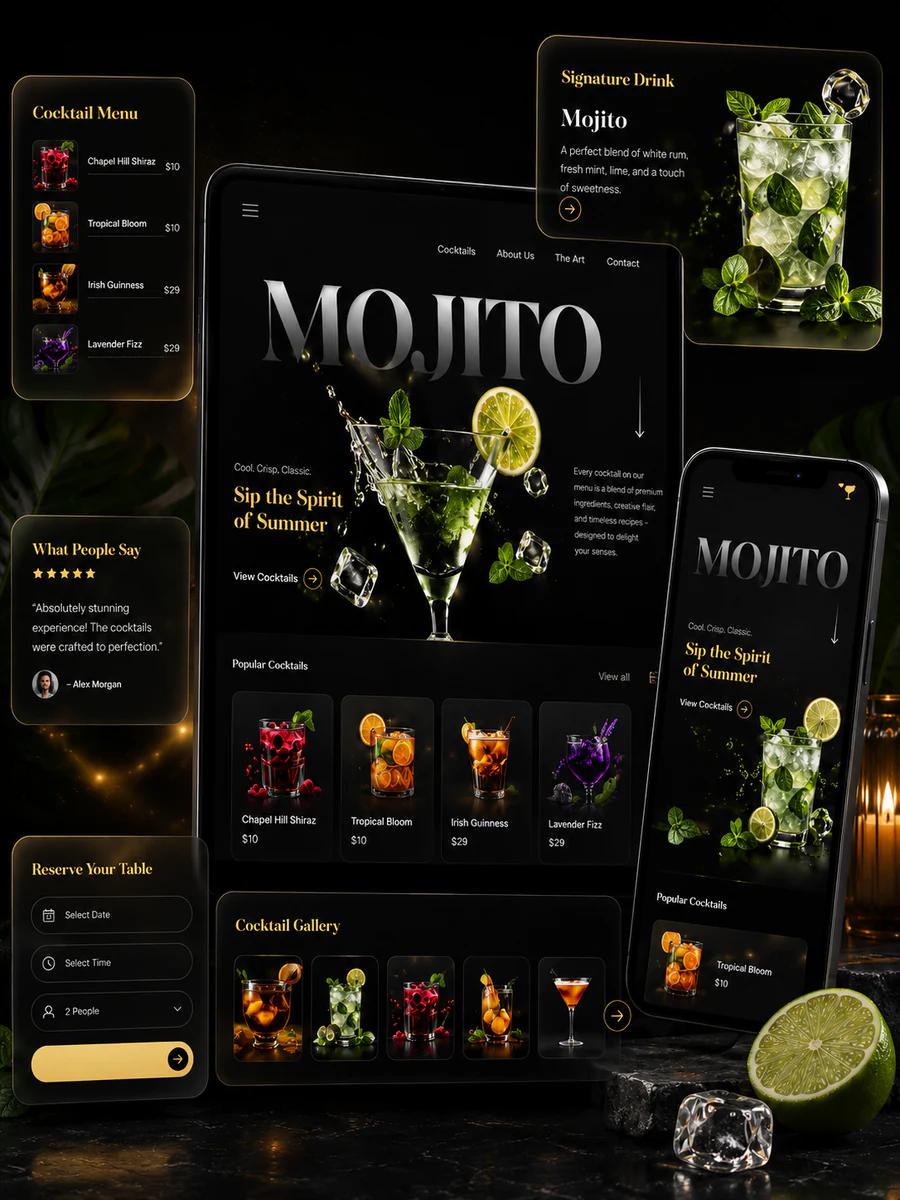 Signature Drink
Mojito
A perfect blend of white rum,
fresh mint, lime, and a touch
of sweetness.
Cocktail Menu
Chapel Hill Shiraz
$10
Tropical Bloom
$10
Irish Guinness
$29
Lavender Fizz
$29
Cocktails About Us The Art Contact
MOJITO
Cool. Crisp. Classic.
Sip the Spirit
of Summer
View Cocktails
Every cocktail on our
menu is a blend of premium
ingredients, creative flair,
and timeless recipes –
designed to delight
your senses.
Popular Cocktails
View all
Chapel Hill Shiraz
$10
Tropical Bloom
$10
Irish Guinness
$29
Lavender Fizz
$29
What People Say
“Absolutely stunning
experience! The cocktails
were crafted to perfection.”
– Alex Morgan
MOJITO
Cool. Crisp. Classic.
Sip the Spirit
of Summer
View Cocktails
Popular Cocktails
Tropical Bloom
$10
Reserve Your Table
Select Date
Select Time
2 People
Cocktail Gallery